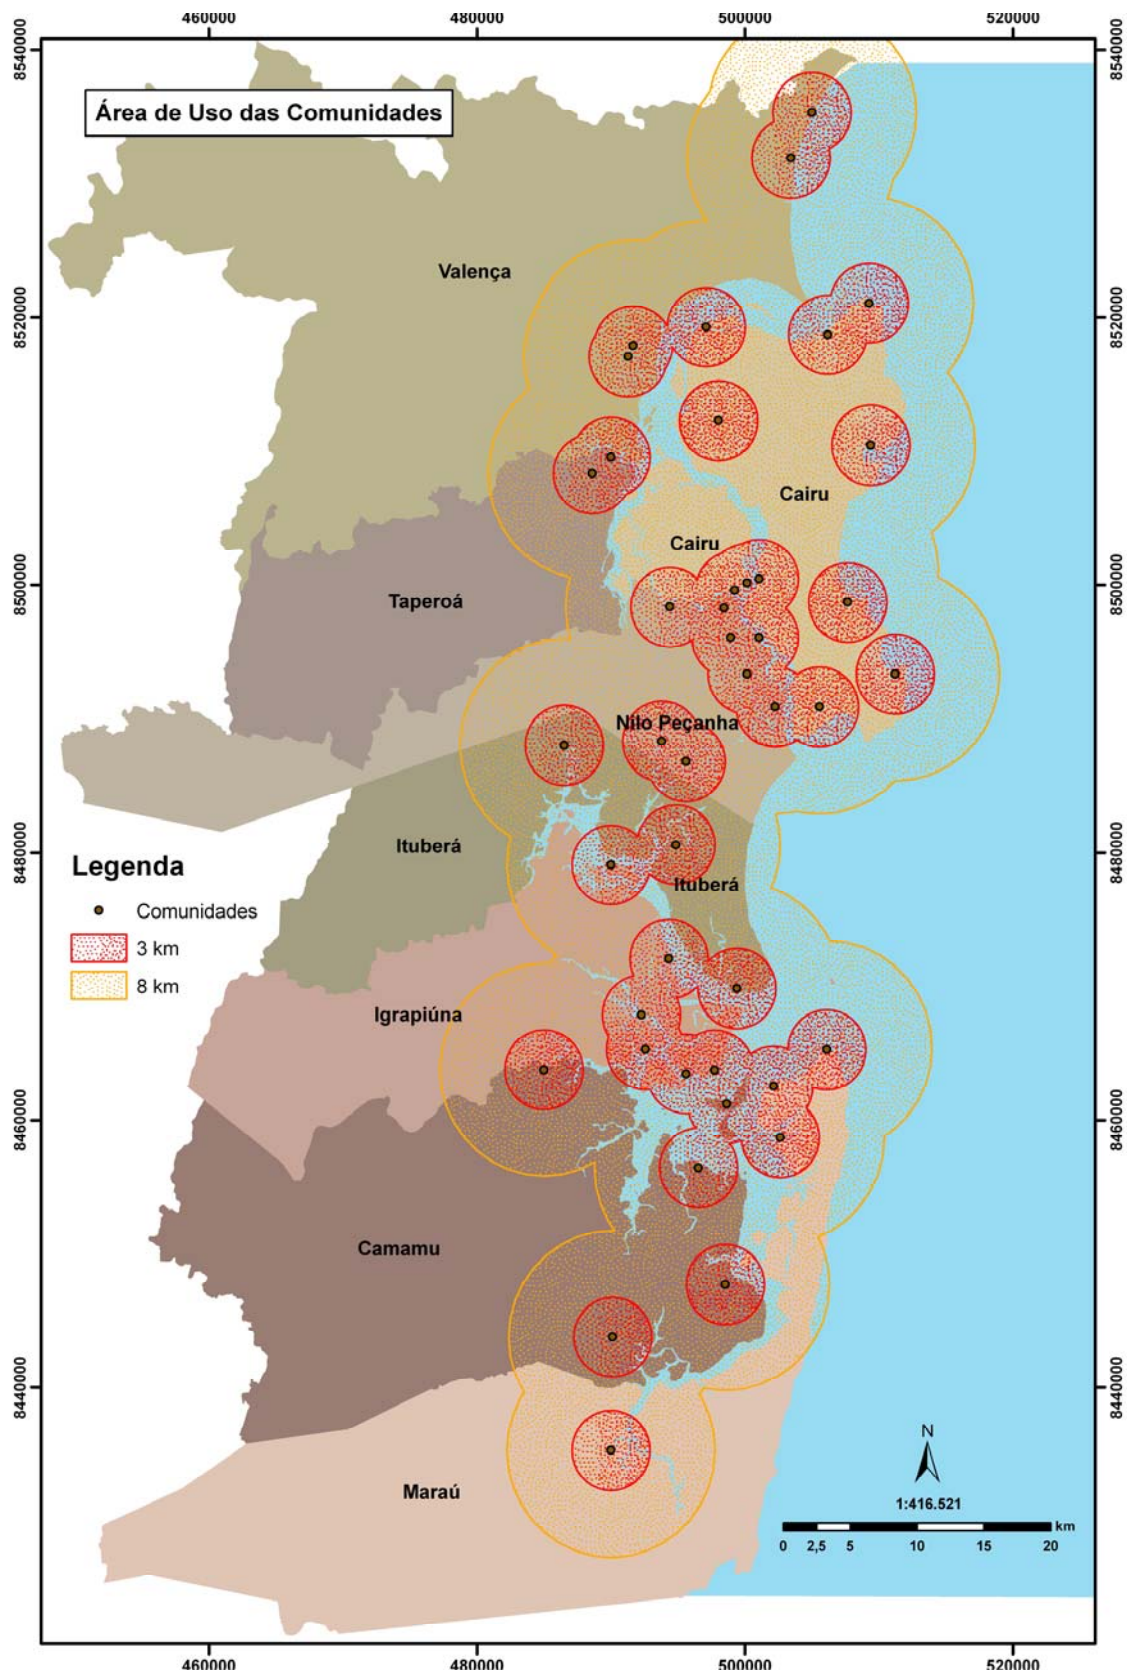 460000 480000 500000 520000
8540000 8540000
Área de Uso das Comunidades
Valença
8520000 8520000
Cairu
Cairu
8500000 8500000
Taperoá
Nilo Peçanha
Ituberá
8480000 8480000
Legenda
Ituberá
Comunidades
3 km
8 km
Igrapiúna
8460000 8460000
Camamu
8440000 8440000
N
Maraú
1:416.521
km
0 2,5 5 10 15 20
460000 480000 500000 520000